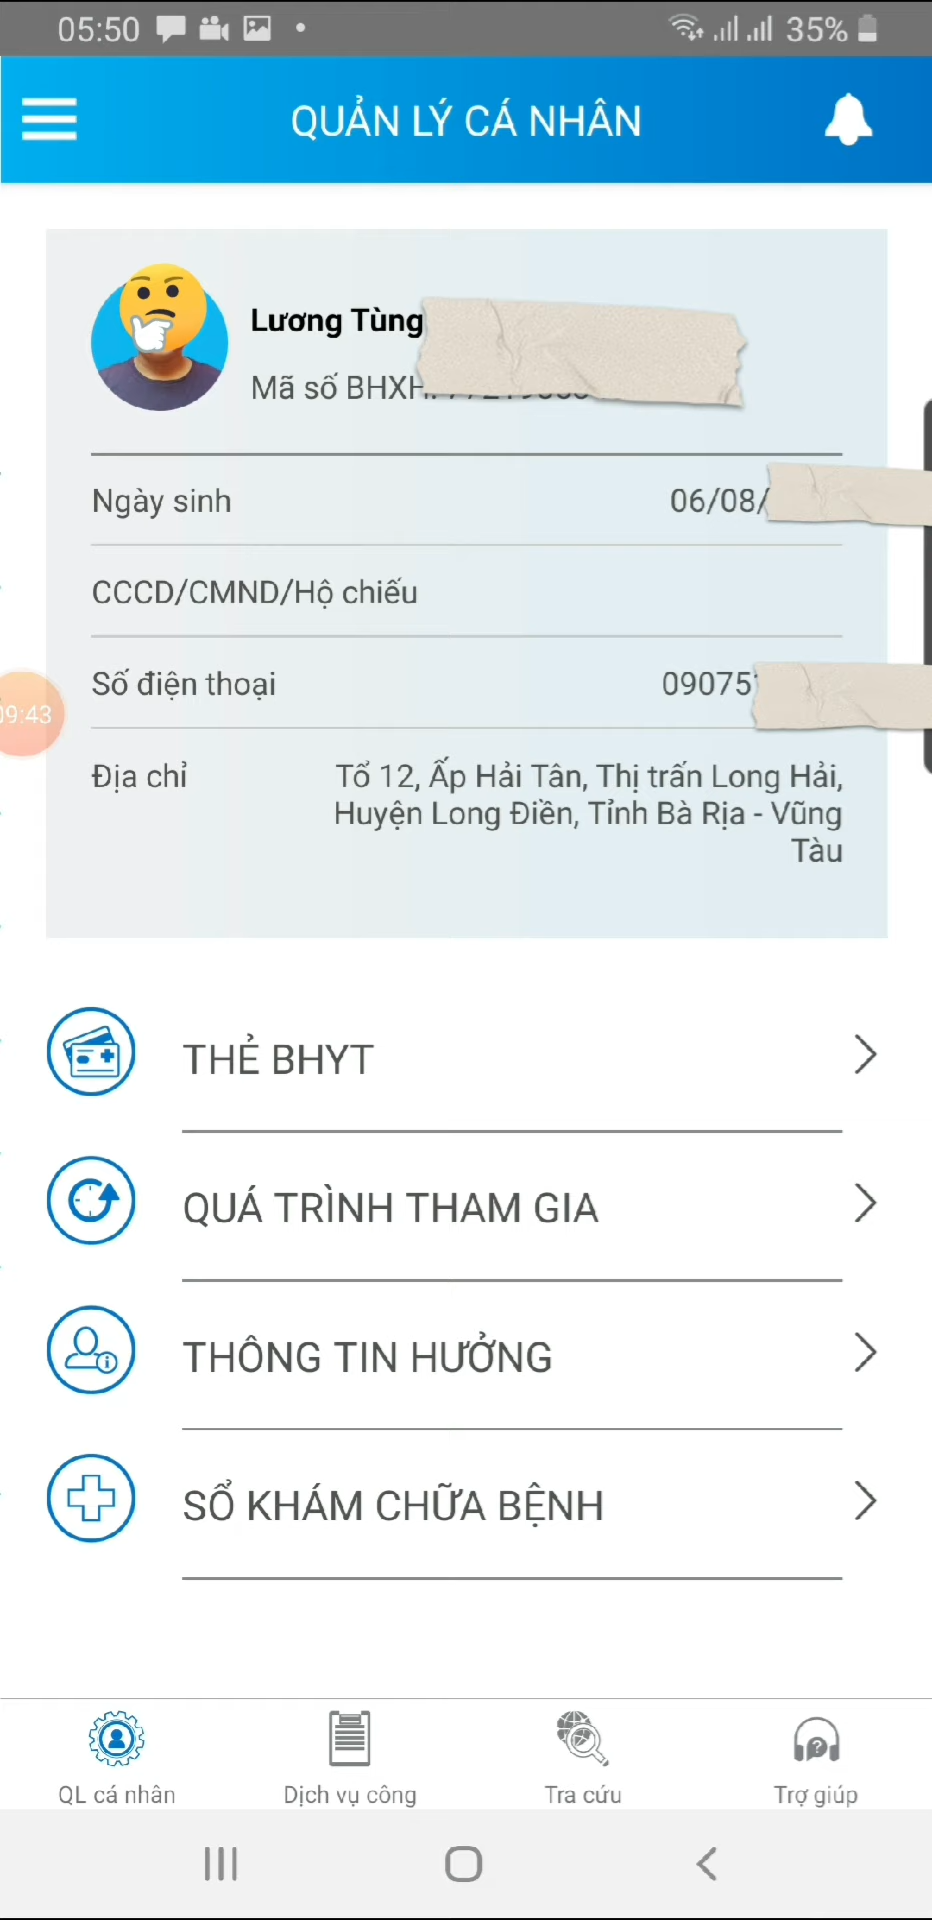 05:50
35%
QUẢN LÝ CÁ NHÂN
Lương Tùng
Mã số BHXH:
Ngày sinh 06/08/
CCCD/CMND/Hộ chiếu
Số điện thoại 09075
Địa chỉ Tổ 12, Ấp Hải Tân, Thị trấn Long Hải,
Huyện Long Điền, Tỉnh Bà Rịa - Vũng
Tàu
09:43
THẺ BHYT
QUÁ TRÌNH THAM GIA
THÔNG TIN HƯỞNG
SỔ KHÁM CHỮA BỆNH
QL cá nhân
Dịch vụ công
Tra cứu
Trợ giúp